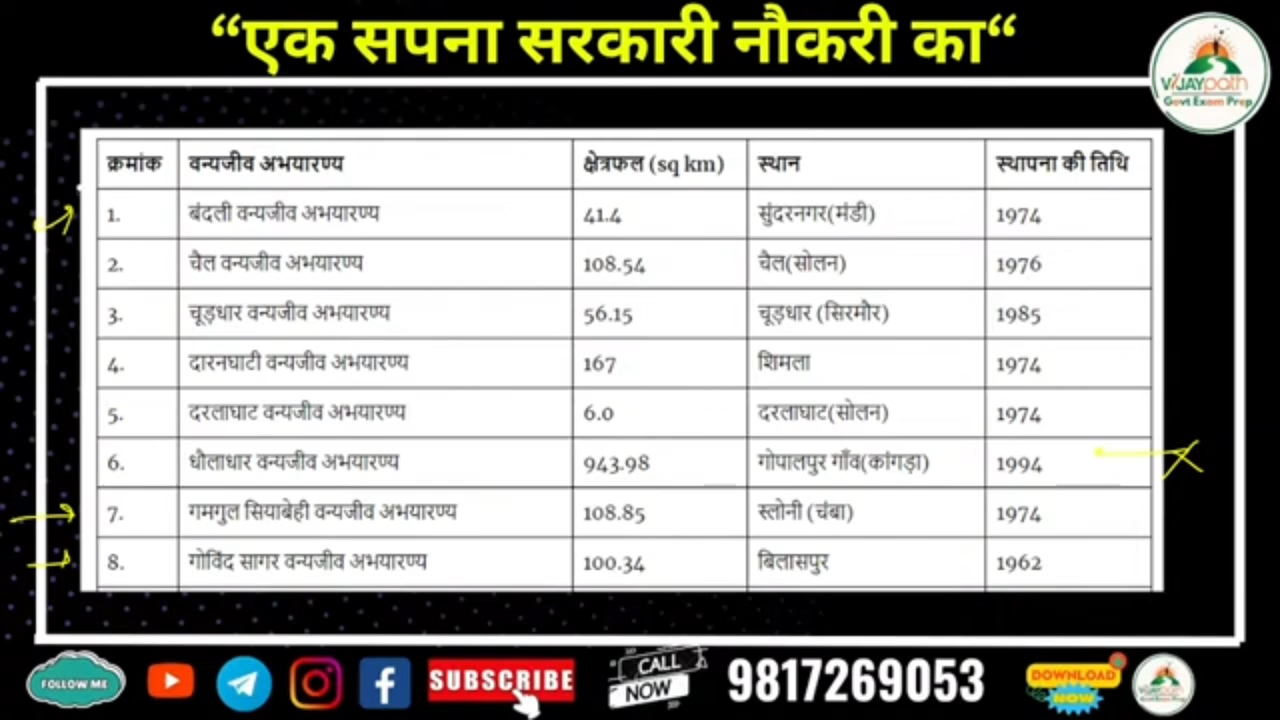 “एक सपना सरकारी नौकरी का“
VIJAYpath
Govt Exam Prep
क्रमांक वन्यजीव अभयारण्य क्षेत्रफल (sq km) स्थान स्थापना की तिथि
1. बंदली वन्यजीव अभयारण्य 41.4 सुंदरनगर(मंडी) 1974
2. चैल वन्यजीव अभयारण्य 108.54 चैल(सोलन) 1976
3. चूड़धार वन्यजीव अभयारण्य 56.15 चूड़धार (सिरमौर) 1985
4. दारनघाटी वन्यजीव अभयारण्य 167 शिमला 1974
5. दरलाघाट वन्यजीव अभयारण्य 6.0 दरलाघाट(सोलन) 1974
6. धौलाधार वन्यजीव अभयारण्य 943.98 गोपालपुर गाँव(कांगड़ा) 1994
7. गमगुल सियाबेही वन्यजीव अभयारण्य 108.85 स्लोनी (चंबा) 1974
8. गोविंद सागर वन्यजीव अभयारण्य 100.34 बिलासपुर 1962
FOLLOW ME
SUBSCRIBE
CALL
NOW
9817269053
DOWNLOAD
NOW
VIJAYpath